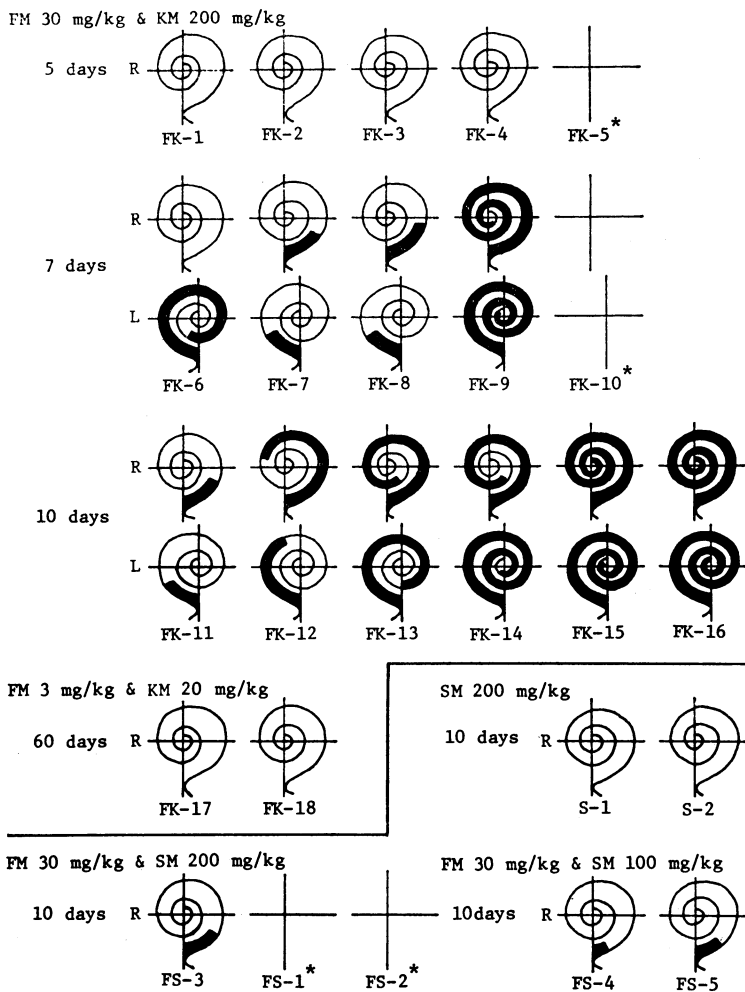 FM 30 mg/kg & KM 200 mg/kg
5 days R
FK-1 FK-2 FK-3 FK-4 FK-5*
R
7 days
L
FK-6 FK-7 FK-8 FK-9 FK-10*
R
10 days
L
FK-11 FK-12 FK-13 FK-14 FK-15 FK-16
FM 3 mg/kg & KM 20 mg/kg
60 days R
FK-17 FK-18
SM 200 mg/kg
10 days R
S-1 S-2
FM 30 mg/kg & SM 200 mg/kg
10 days R
FS-3 FS-1* FS-2*
FM 30 mg/kg & SM 100 mg/kg
10days R
FS-4 FS-5